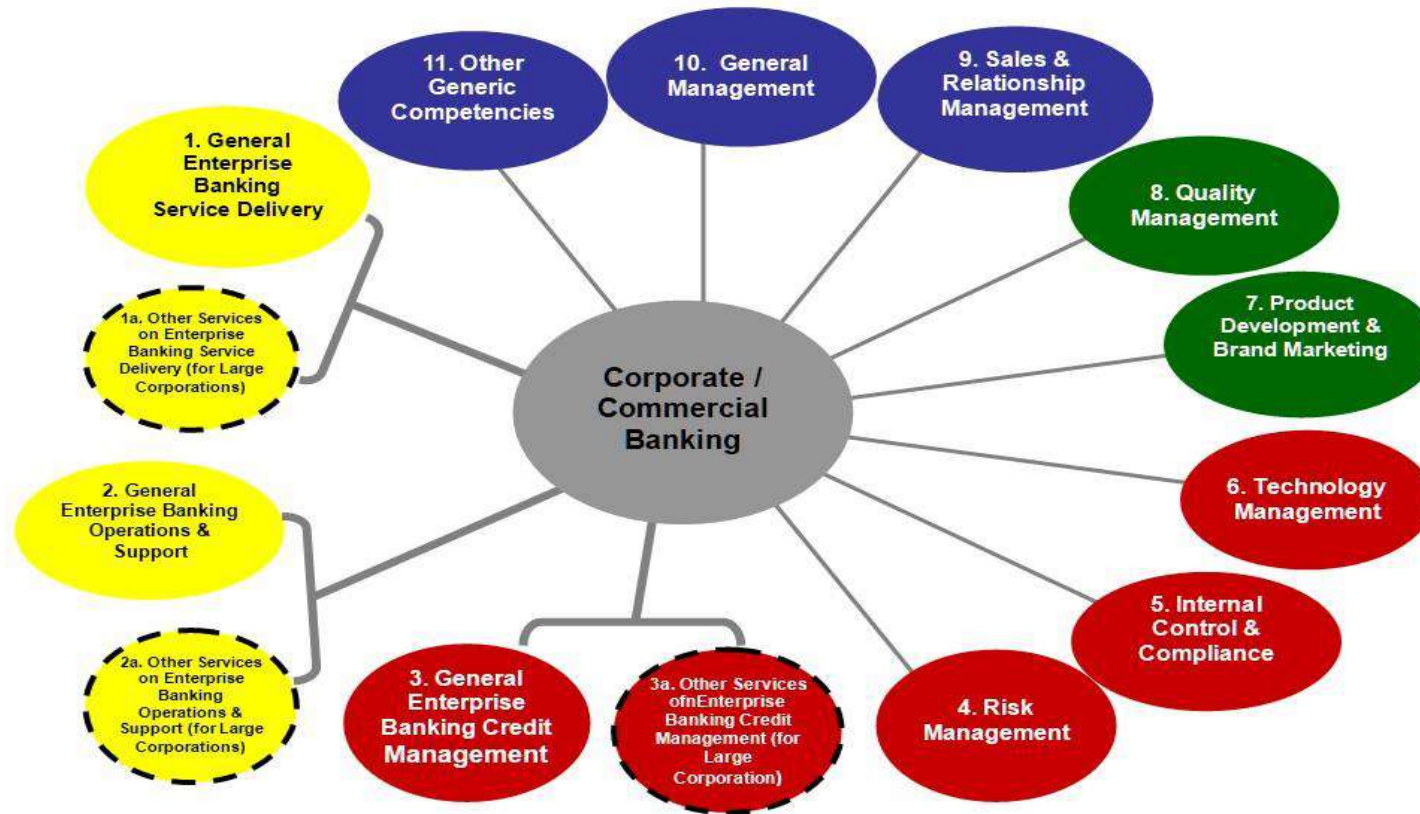 11. Other
Generic
Competencies
10. General
Management
9. Sales &
Relationship
Management
1. General
Enterprise
Banking
Service Delivery
8. Quality
Management
1a. Other Services
on Enterprise
Banking Service
Delivery (for Large
Corporations)
7. Product
Development &
Brand Marketing
Corporate /
Commercial
Banking
2. General
Enterprise Banking
Operations &
Support
6. Technology
Management
5. Internal
Control &
Compliance
2a. Other Services
on Enterprise
Banking
Operations &
Support (for Large
Corporations)
3. General
Enterprise
Banking Credit
Management
3a. Other Services
ofnEnterprise
Banking Credit
Management (for
Large
Corporation)
4. Risk
Management